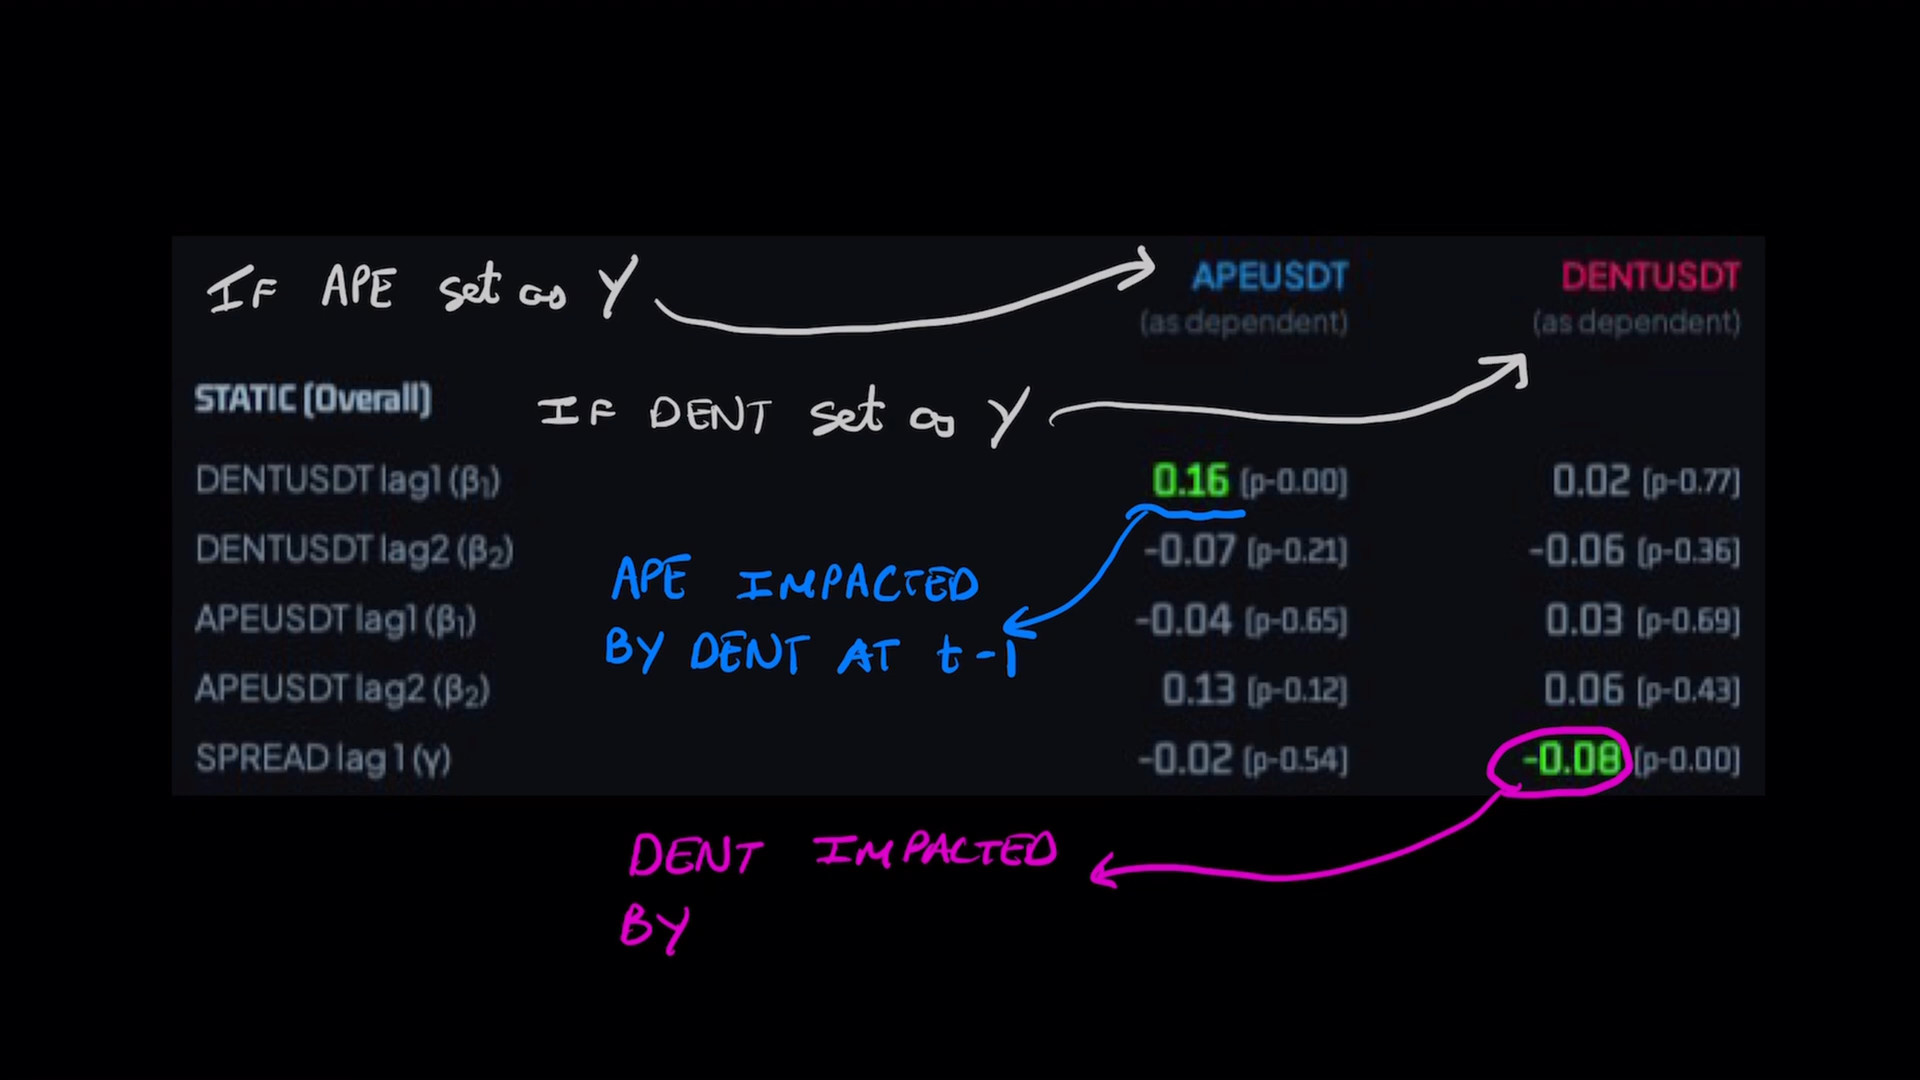 IF APE set as Y
APEUSDT
DENTUSDT
(as dependent)
(as dependent)
STATIC (Overall)
IF DENT set as Y
DENTUSDT lag1 (β1)
0.16 (p-0.00)
0.02 (p-0.77)
DENTUSDT lag2 (β2)
-0.07 (p-0.21)
-0.06 (p-0.36)
APE IMPACTED
BY DENT AT t-1
APEUSDT lag1 (β1)
-0.04 (p-0.65)
0.03 (p-0.69)
APEUSDT lag2 (β2)
0.13 (p-0.12)
0.06 (p-0.43)
SPREAD lag 1 (γ)
-0.02 (p-0.54)
-0.08 (p-0.00)
DENT IMPACTED
BY